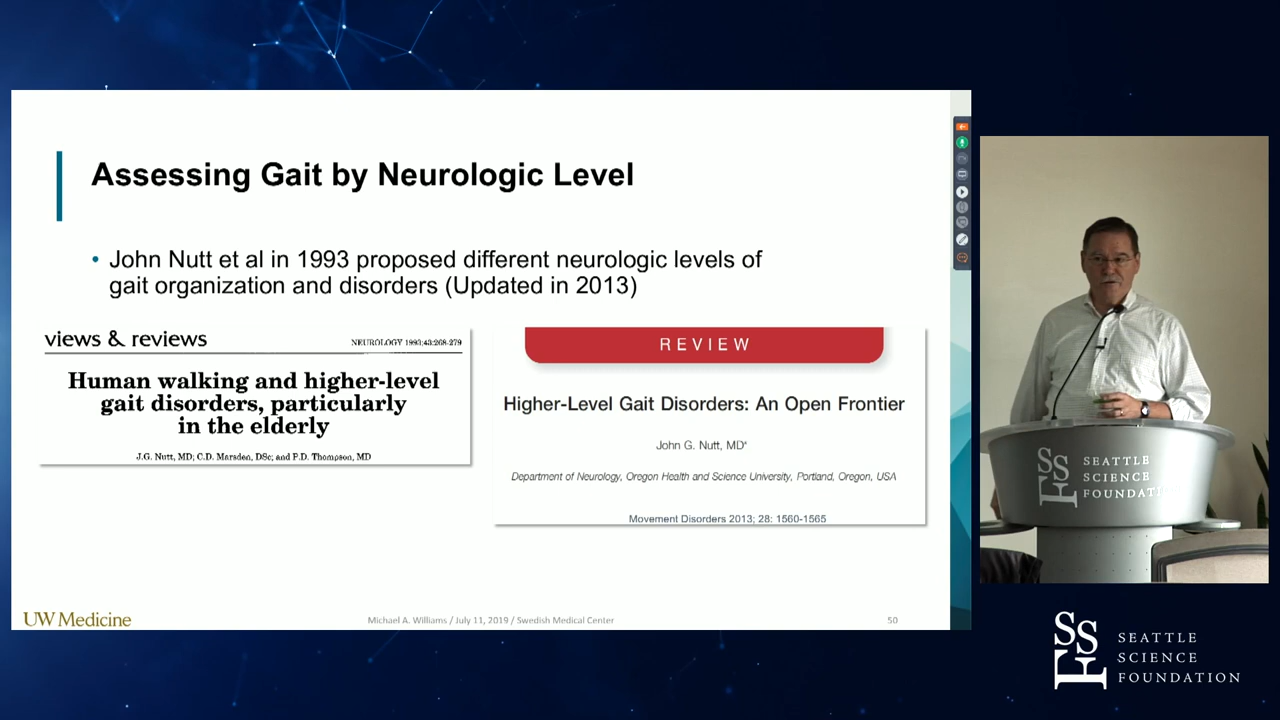 Assessing Gait by Neurologic Level
• John Nutt et al in 1993 proposed different neurologic levels of
gait organization and disorders (Updated in 2013)
views & reviews
NEUROLOGY 1993;43:268-279
Human walking and higher-level
gait disorders, particularly
in the elderly
J.G. Nutt, MD; C.D. Marsden, DSc; and P.D. Thompson, MD
REVIEW
Higher-Level Gait Disorders: An Open Frontier
John G. Nutt, MD*
Department of Neurology, Oregon Health and Science University, Portland, Oregon, USA
Movement Disorders 2013; 28: 1560-1565
UW Medicine
Michael A. Williams / July 11, 2019 / Swedish Medical Center
50
SSF
SEATTLE
SCIENCE
FOUNDATION
SSF
SEATTLE
SCIENCE
FOUNDATION